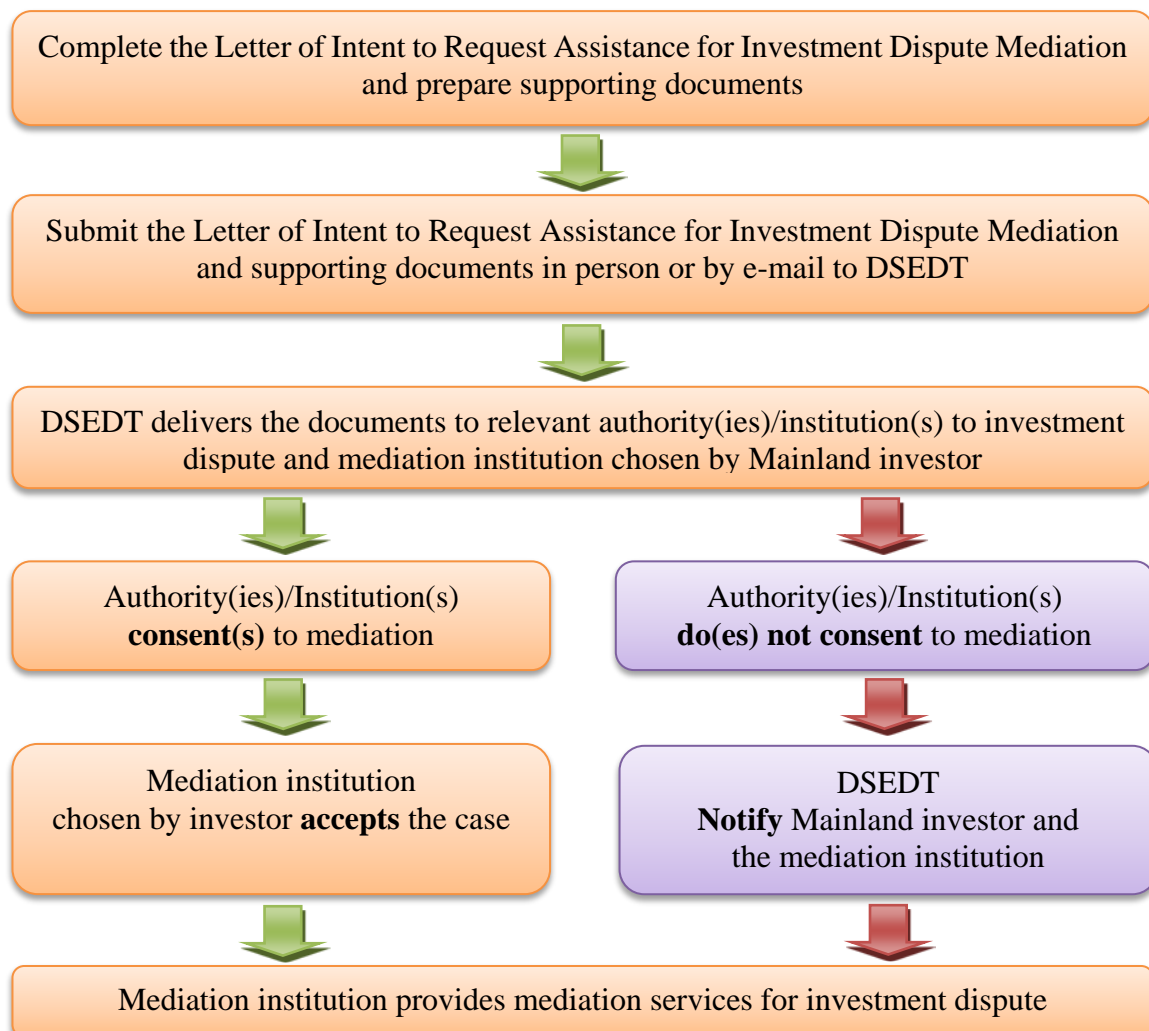 Complete the Letter of Intent to Request Assistance for Investment Dispute Mediation
and prepare supporting documents
Submit the Letter of Intent to Request Assistance for Investment Dispute Mediation
and supporting documents in person or by e-mail to DSEDT
DSEDT delivers the documents to relevant authority(ies)/institution(s) to investment
dispute and mediation institution chosen by Mainland investor
Authority(ies)/Institution(s)
consent(s) to mediation
Authority(ies)/Institution(s)
do(es) not consent to mediation
Mediation institution
chosen by investor accepts the case
DSEDT
Notify Mainland investor and
the mediation institution
Mediation institution provides mediation services for investment dispute